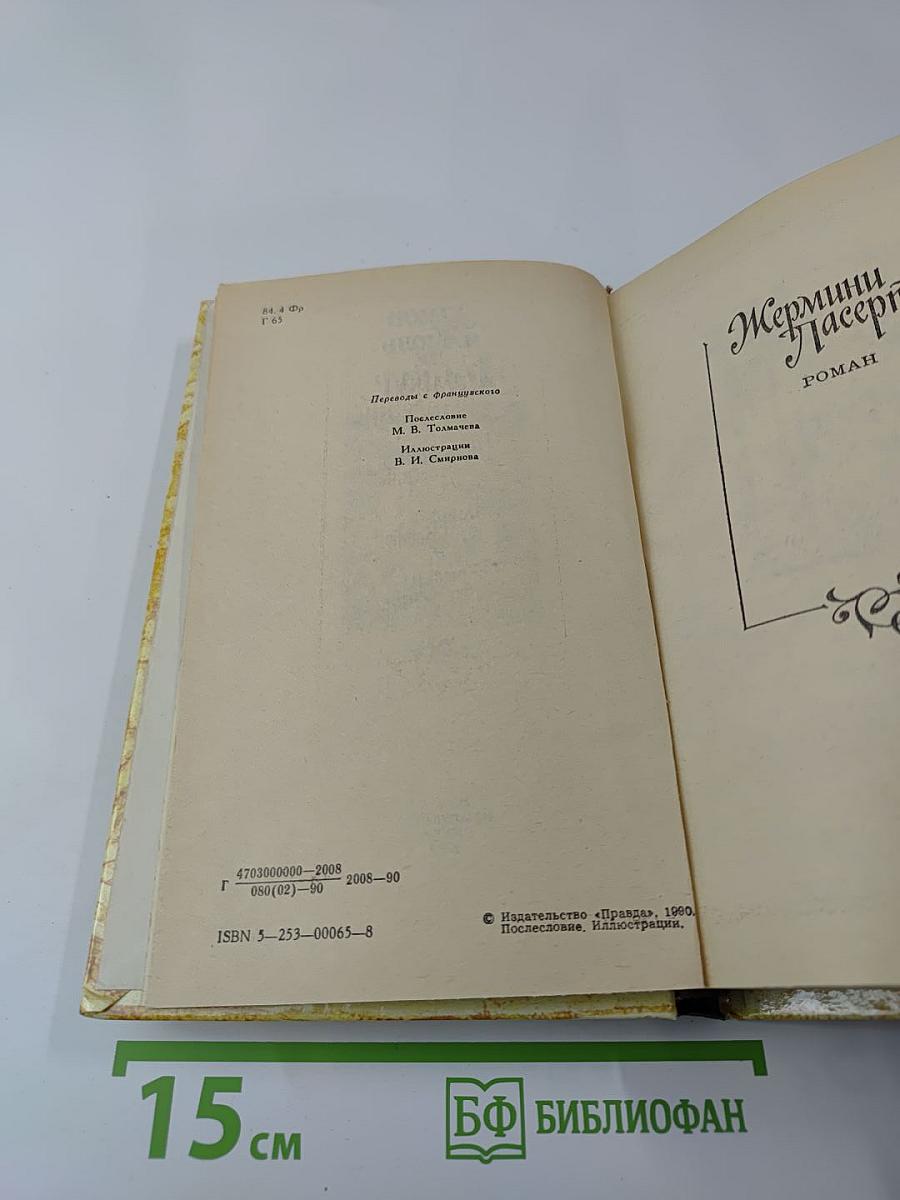 84. 4 Фр
Г 65
Переводы с французского
Послесловие
М. В. Толмачева
Иллюстрации
В. И. Смирнова
Г 4703000000—2008
080(02)—90 2008—90
ISBN 5—253—00065—8
© Издательство «Правда», 1990.
Послесловие. Иллюстрации.
Жермини
Ласерт
РОМАН
15 см
БФ БИБЛИОФАН